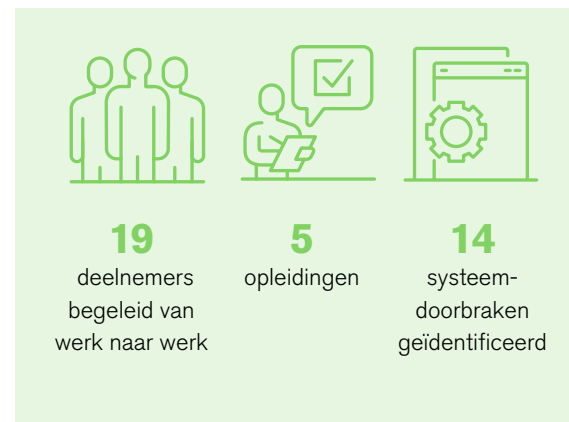 19
deelnemers
begeleid van
werk naar werk
5
opleidingen
14
systeem-
doorbraken
geïdentificeerd